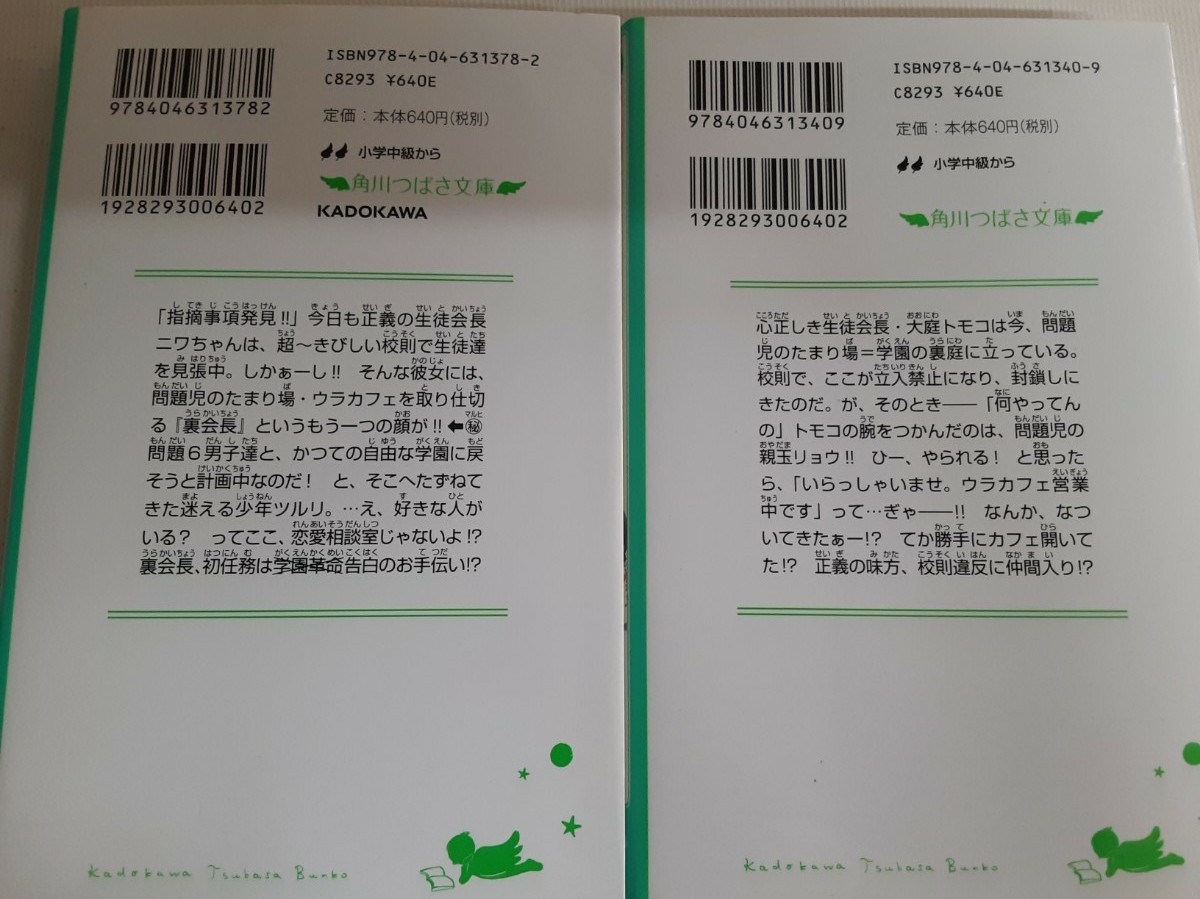 ISBN978-4-04-631378-2
C8293 ¥640E
9784046313782
定価：本体640円(税別)
小学中級から
1928293006402
角川つばさ文庫
KADOKAWA
「指摘事項発見!!」今日も正義の生徒会長
ニワちゃんは、超〜きびしい校則で生徒達
を見張中。しかぁーし!! そんな彼女には、
問題児のたまり場・ウラカフェを取り仕切
る『裏会長』というもう一つの顔が!!←㊙
問題６男子達と、かつての自由な学園に戻
そうと計画中なのだ！ と、そこへたずねて
きた迷える少年ツルリ。…え、好きな人が
いる？ ってここ、恋愛相談室じゃないよ!?
裏会長、初任務は学園革命告白のお手伝い!?
Kadokawa Tsubasa Bunko
ISBN978-4-04-631340-9
C8293 ¥640E
9784046313409
定価：本体640円(税別)
小学中級から
1928293006402
角川つばさ文庫
心正しき生徒会長・大庭トモコは今、問題
児のたまり場＝学園の裏庭に立っている。
校則で、ここが立入禁止になり、封鎖しに
きたのだ。が、そのとき――「何やってん
の」トモコの腕をつかんだのは、問題児の
親玉リョウ!! ひー、やられる！ と思った
ら、「いらっしゃいませ。ウラカフェ営業
中です」って…ぎゃー――!! なんか、なつ
いてきたぁー!? てか勝手にカフェ開いて
た!? 正義の味方、校則違反に仲間入り!?
Kadokawa Tsubasa Bunko